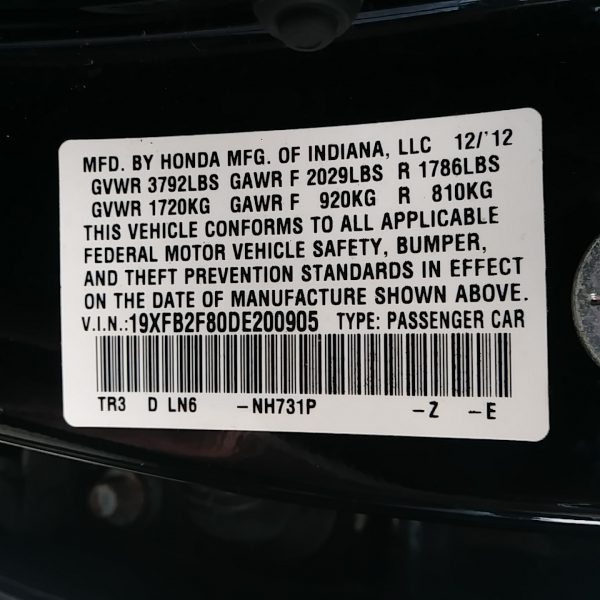 MFD. BY HONDA MFG. OF INDIANA, LLC 12/'12
GVWR 3792LBS GAWR F 2029LBS R 1786LBS
GVWR 1720KG GAWR F 920KG R 810KG
THIS VEHICLE CONFORMS TO ALL APPLICABLE
FEDERAL MOTOR VEHICLE SAFETY, BUMPER,
AND THEFT PREVENTION STANDARDS IN EFFECT
ON THE DATE OF MANUFACTURE SHOWN ABOVE.
V.I.N.:19XFB2F80DE200905 TYPE: PASSENGER CAR
TR3 D LN6 -NH731P -Z -E